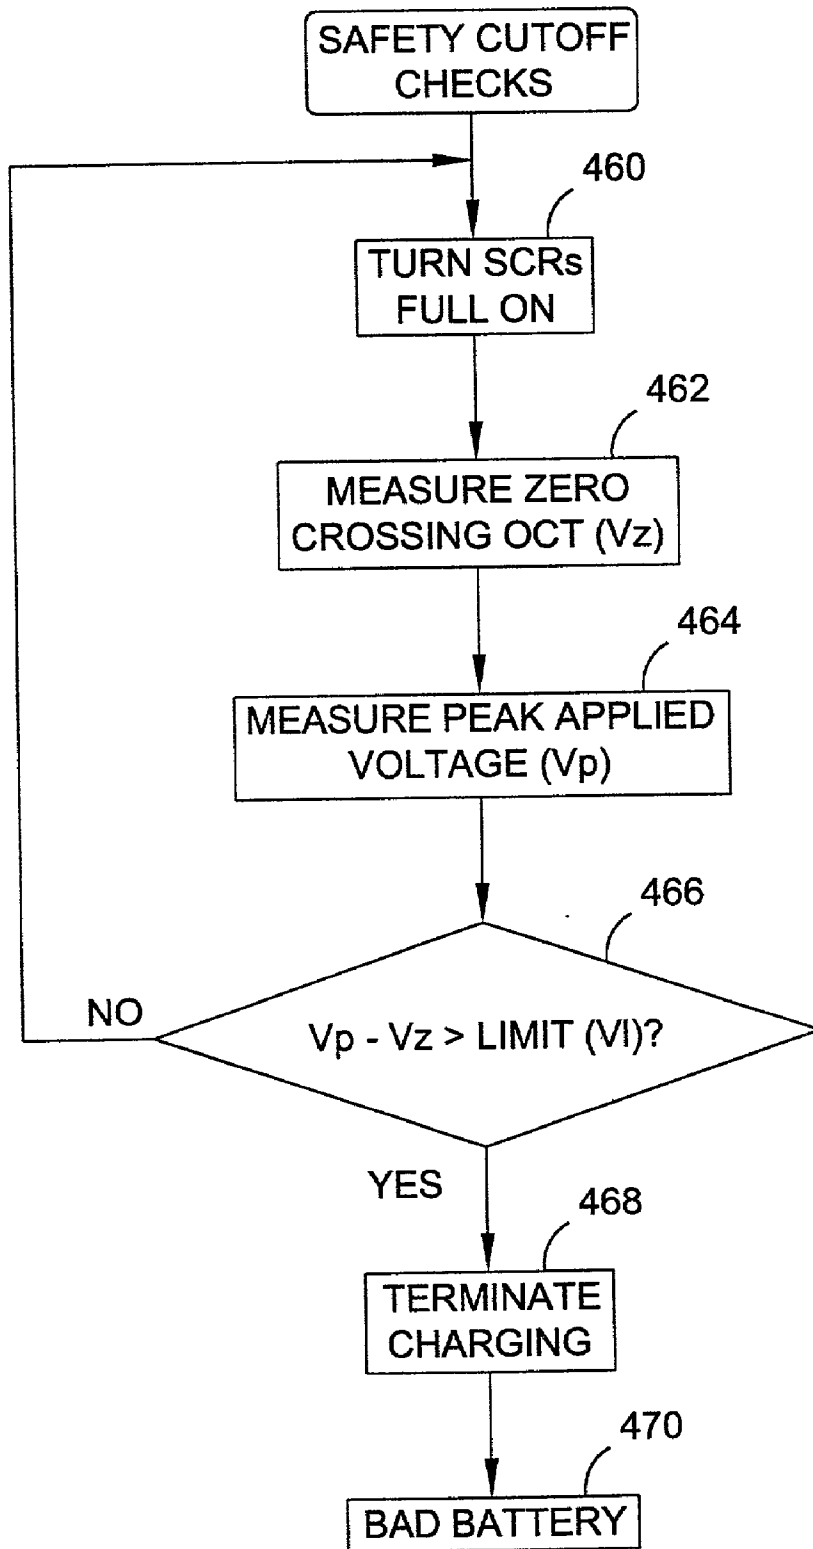 SAFETY CUTOFF
CHECKS
460
TURN SCRs
FULL ON
462
MEASURE ZERO
CROSSING OCT (Vz)
464
MEASURE PEAK APPLIED
VOLTAGE (Vp)
466
NO
Vp - Vz > LIMIT (Vl)?
YES
468
TERMINATE
CHARGING
470
BAD BATTERY